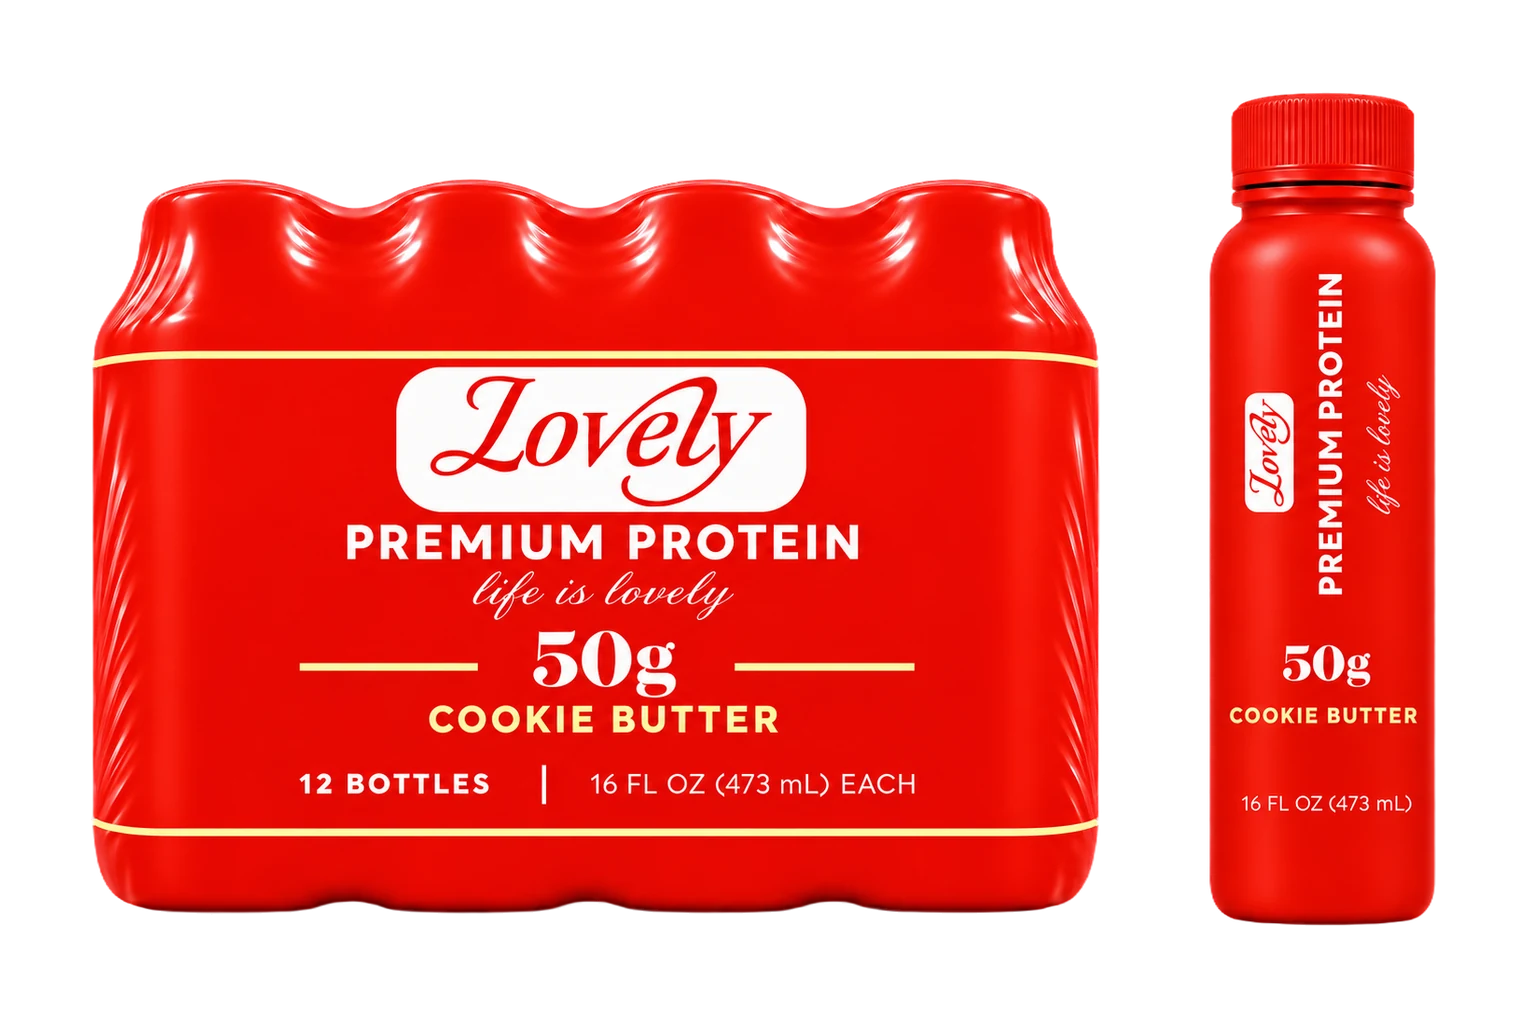 Lovely
PREMIUM PROTEIN
life is lovely
50g
COOKIE BUTTER
12 BOTTLES | 16 FL OZ (473 mL) EACH
Lovely
PREMIUM PROTEIN
life is lovely
50g
COOKIE BUTTER
16 FL OZ (473 mL)